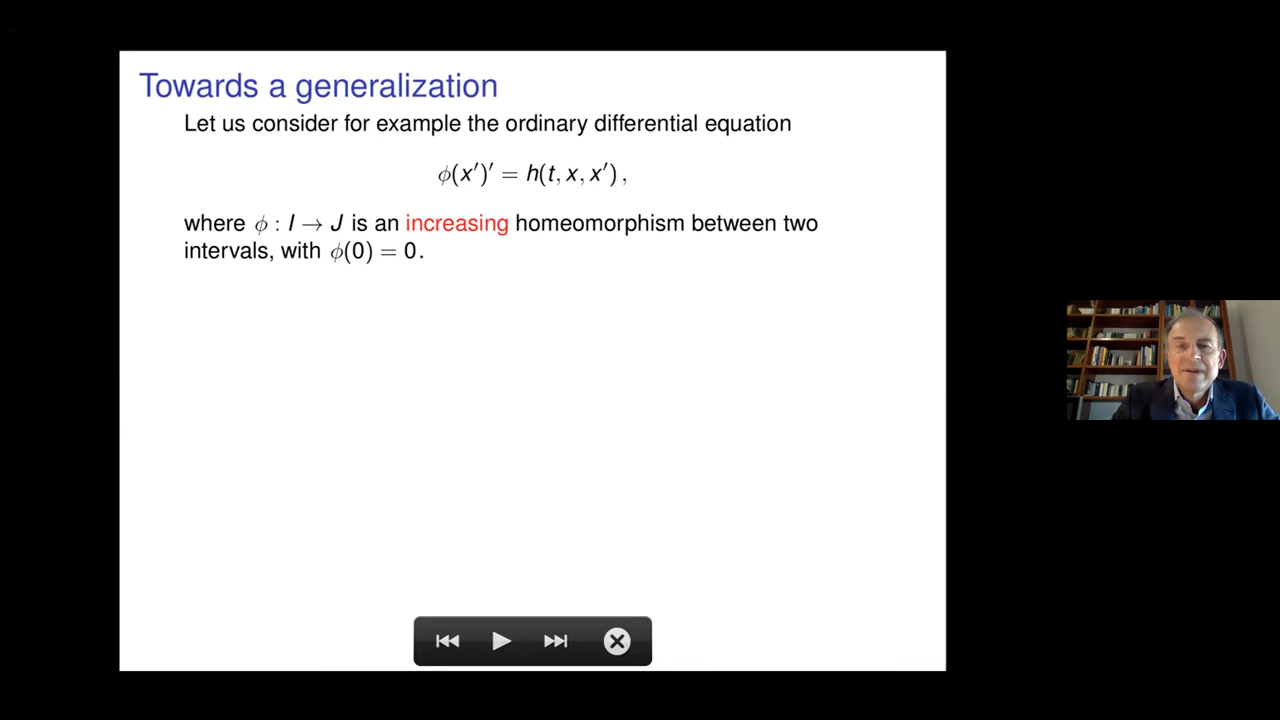 Towards a generalization
Let us consider for example the ordinary differential equation
ϕ(x′)′ = h(t, x, x′) ,
where ϕ : I → J is an increasing homeomorphism between two
intervals, with ϕ(0) = 0.